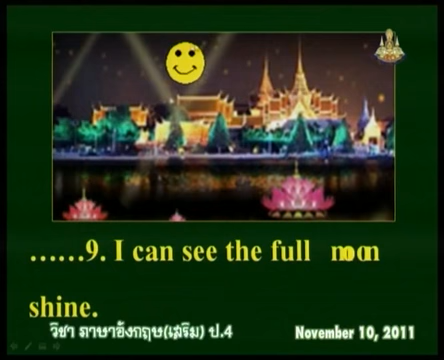 ......9. I can see the full moon
shine.
วิชา ภาษาอังกฤษ(เสริม) ป.4
November 10, 2011